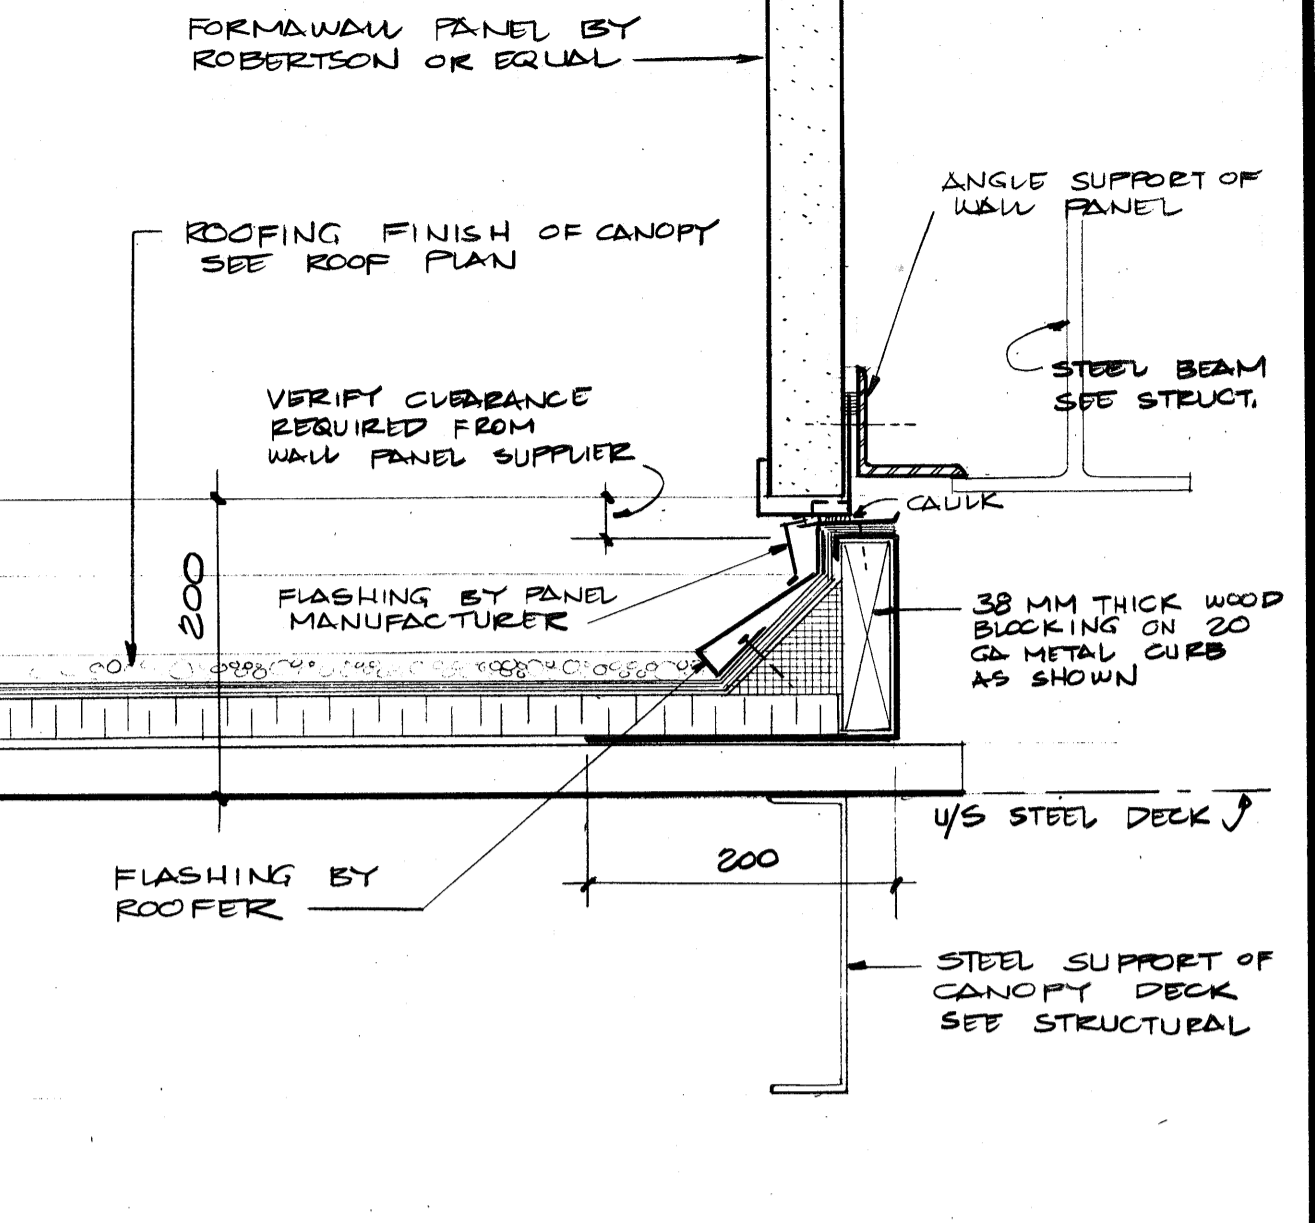 FORMAWALL PANEL BY
ROBERTSON OR EQUAL
ANGLE SUPPORT OF
WALL PANEL
ROOFING FINISH OF CANOPY
SEE ROOF PLAN
STEEL BEAM
SEE STRUCT.
VERIFY CLEARANCE
REQUIRED FROM
WALL PANEL SUPPLIER
CAULK
200
FLASHING BY PANEL
MANUFACTURER
38 MM THICK WOOD
BLOCKING ON 20
GA METAL CURB
AS SHOWN
U/S STEEL DECK
200
FLASHING BY
ROOFER
STEEL SUPPORT OF
CANOPY DECK
SEE STRUCTURAL